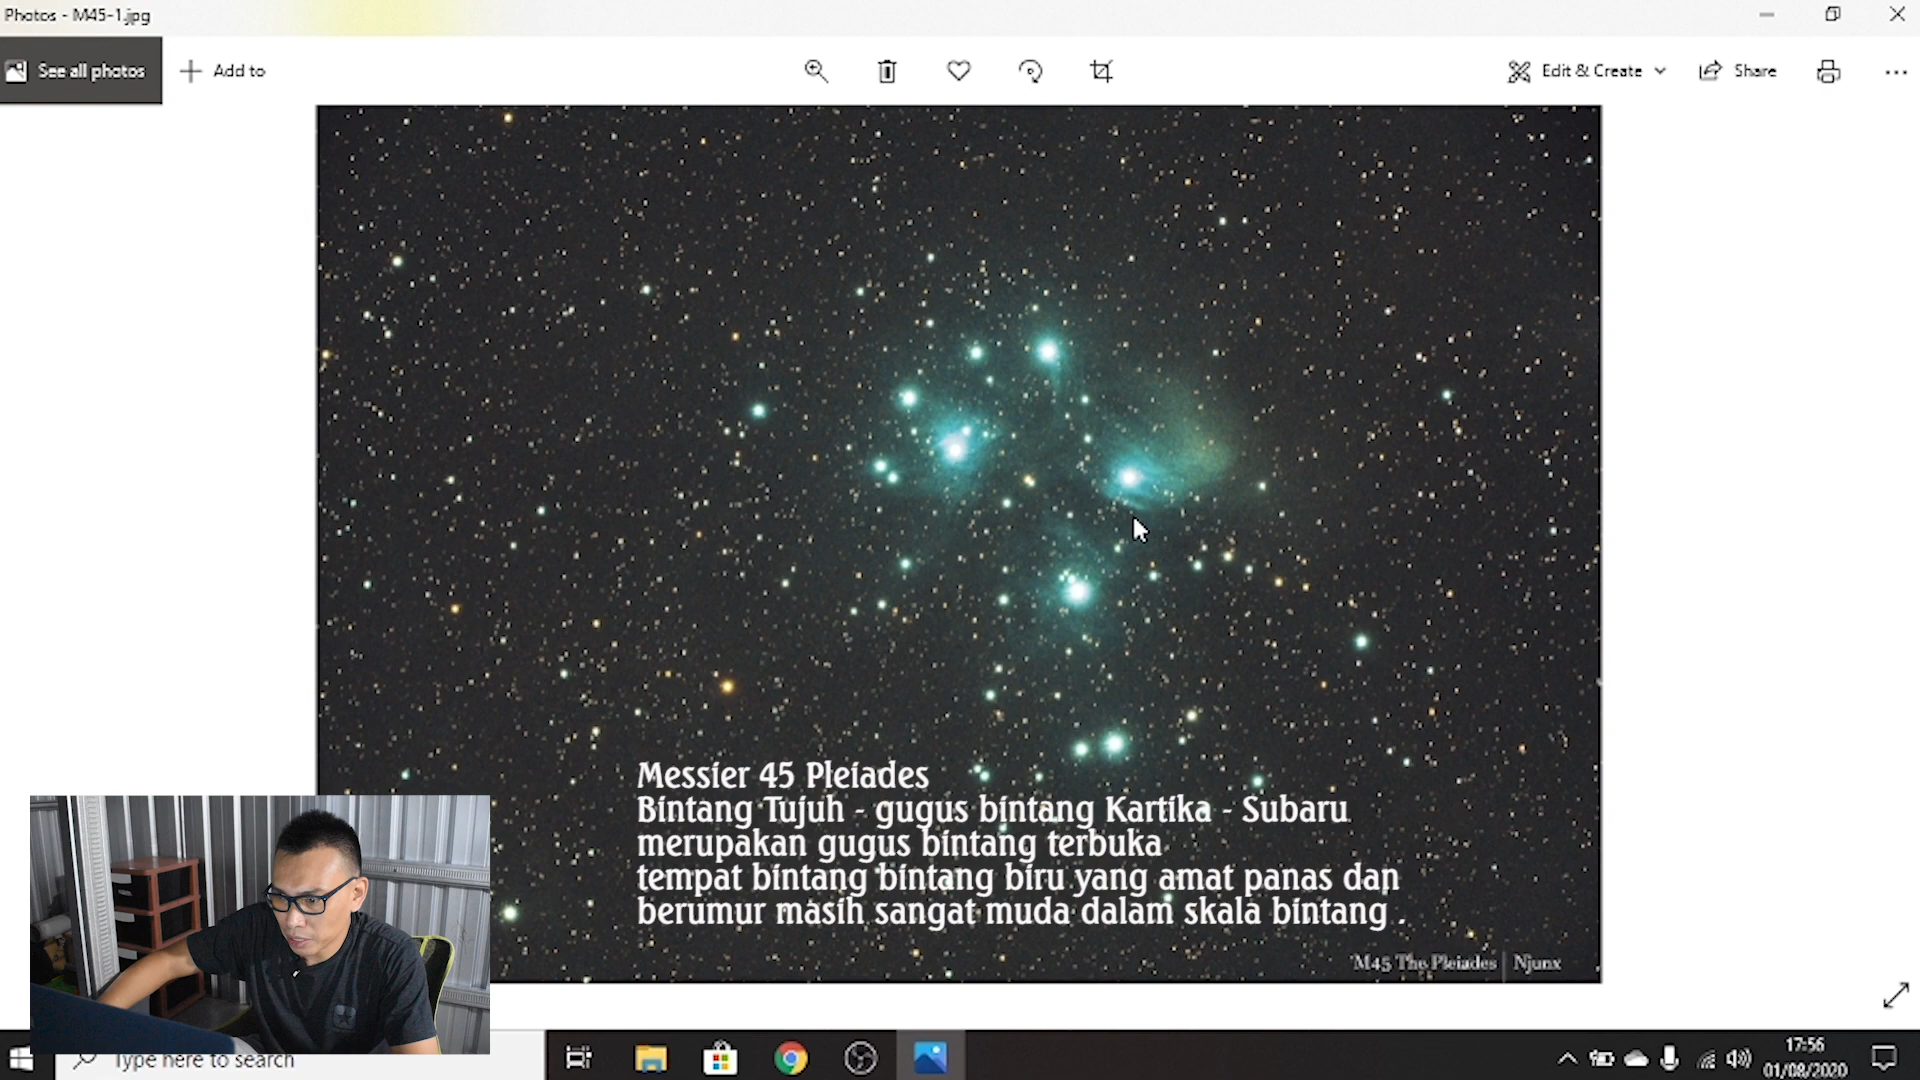 Photos - M45-1.jpg
See all photos
Add to
Edit & Create
Share
Messier 45 Pleiades
Bintang Tujuh - gugus bintang Kartika - Subaru
merupakan gugus bintang terbuka
tempat bintang bintang biru yang amat panas dan
berumur masih sangat muda dalam skala bintang .
M45 The Pleiades | Njunx
Type here to search
17:56
01/08/2020